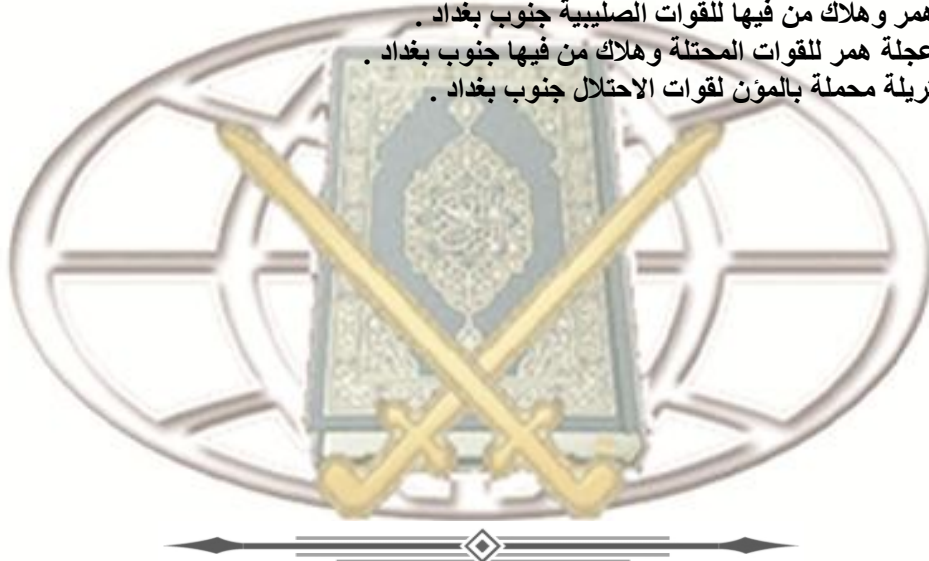 همر وهلاك من فيها للقوات الصليبية جنوب بغداد .
عجلة همر للقوات المحتلة وهلاك من فيها جنوب بغداد .
تريلة محملة بالمؤن لقوات الاحتلال جنوب بغداد .